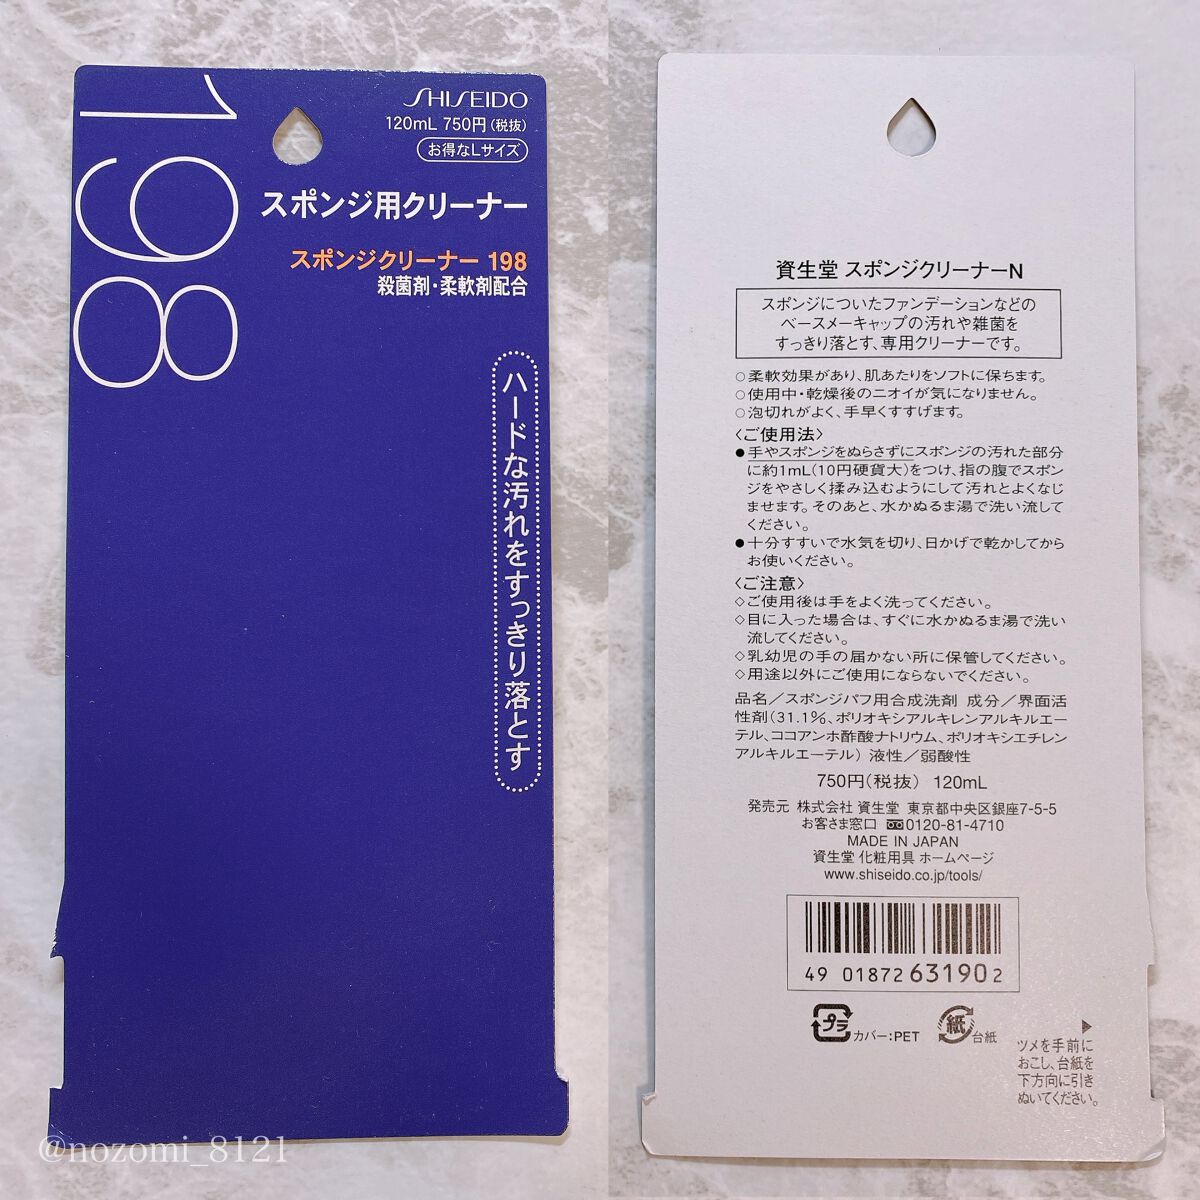 198
SHISEIDO
120mL 750円(税抜)
お得なLサイズ
スポンジ用クリーナー
スポンジクリーナー 198
殺菌剤・柔軟剤配合
ハードな汚れをすっきり落とす
@nozomi_8121
資生堂 スポンジクリーナーN
スポンジについたファンデーションなどの
ベースメーキャップの汚れや雑菌を
すっきり落とす、専用クリーナーです。
○柔軟効果があり、肌あたりをソフトに保ちます。
○使用中・乾燥後のニオイが気になりません。
○泡切れがよく、手早くすすげます。
〈ご使用法〉
●手やスポンジをぬらさずにスポンジの汚れた部分
に約1mL(10円硬貨大)をつけ、指の腹でスポン
ジをやさしく揉み込むようにして汚れとよくなじ
ませます。そのあと、水かぬるま湯で洗い流して
ください。
●十分すすいで水気を切り、日かげで乾かしてから
お使いください。
〈ご注意〉
◇ご使用後は手をよく洗ってください。
◇目に入った場合は、すぐに水かぬるま湯で洗い
流してください。
◇乳幼児の手の届かない所に保管してください。
◇用途以外にご使用にならないでください。
品名/スポンジパフ用合成洗剤 成分/界面活
性剤(31.1%、ポリオキシアルキレンアルキルエー
テル、ココアンホ酢酸ナトリウム、ポリオキシエチレン
アルキルエーテル) 液性/弱酸性
750円(税抜) 120mL
発売元 株式会社 資生堂 東京都中央区銀座7-5-5
お客さま窓口 0120-81-4710
MADE IN JAPAN
資生堂 化粧用具 ホームページ
www.shiseido.co.jp/tools/
49 01872 631902
プラ カバー:PET 紙 台紙
ツメを手前に
おこし、台紙を
下方向に引き
ぬいてください。